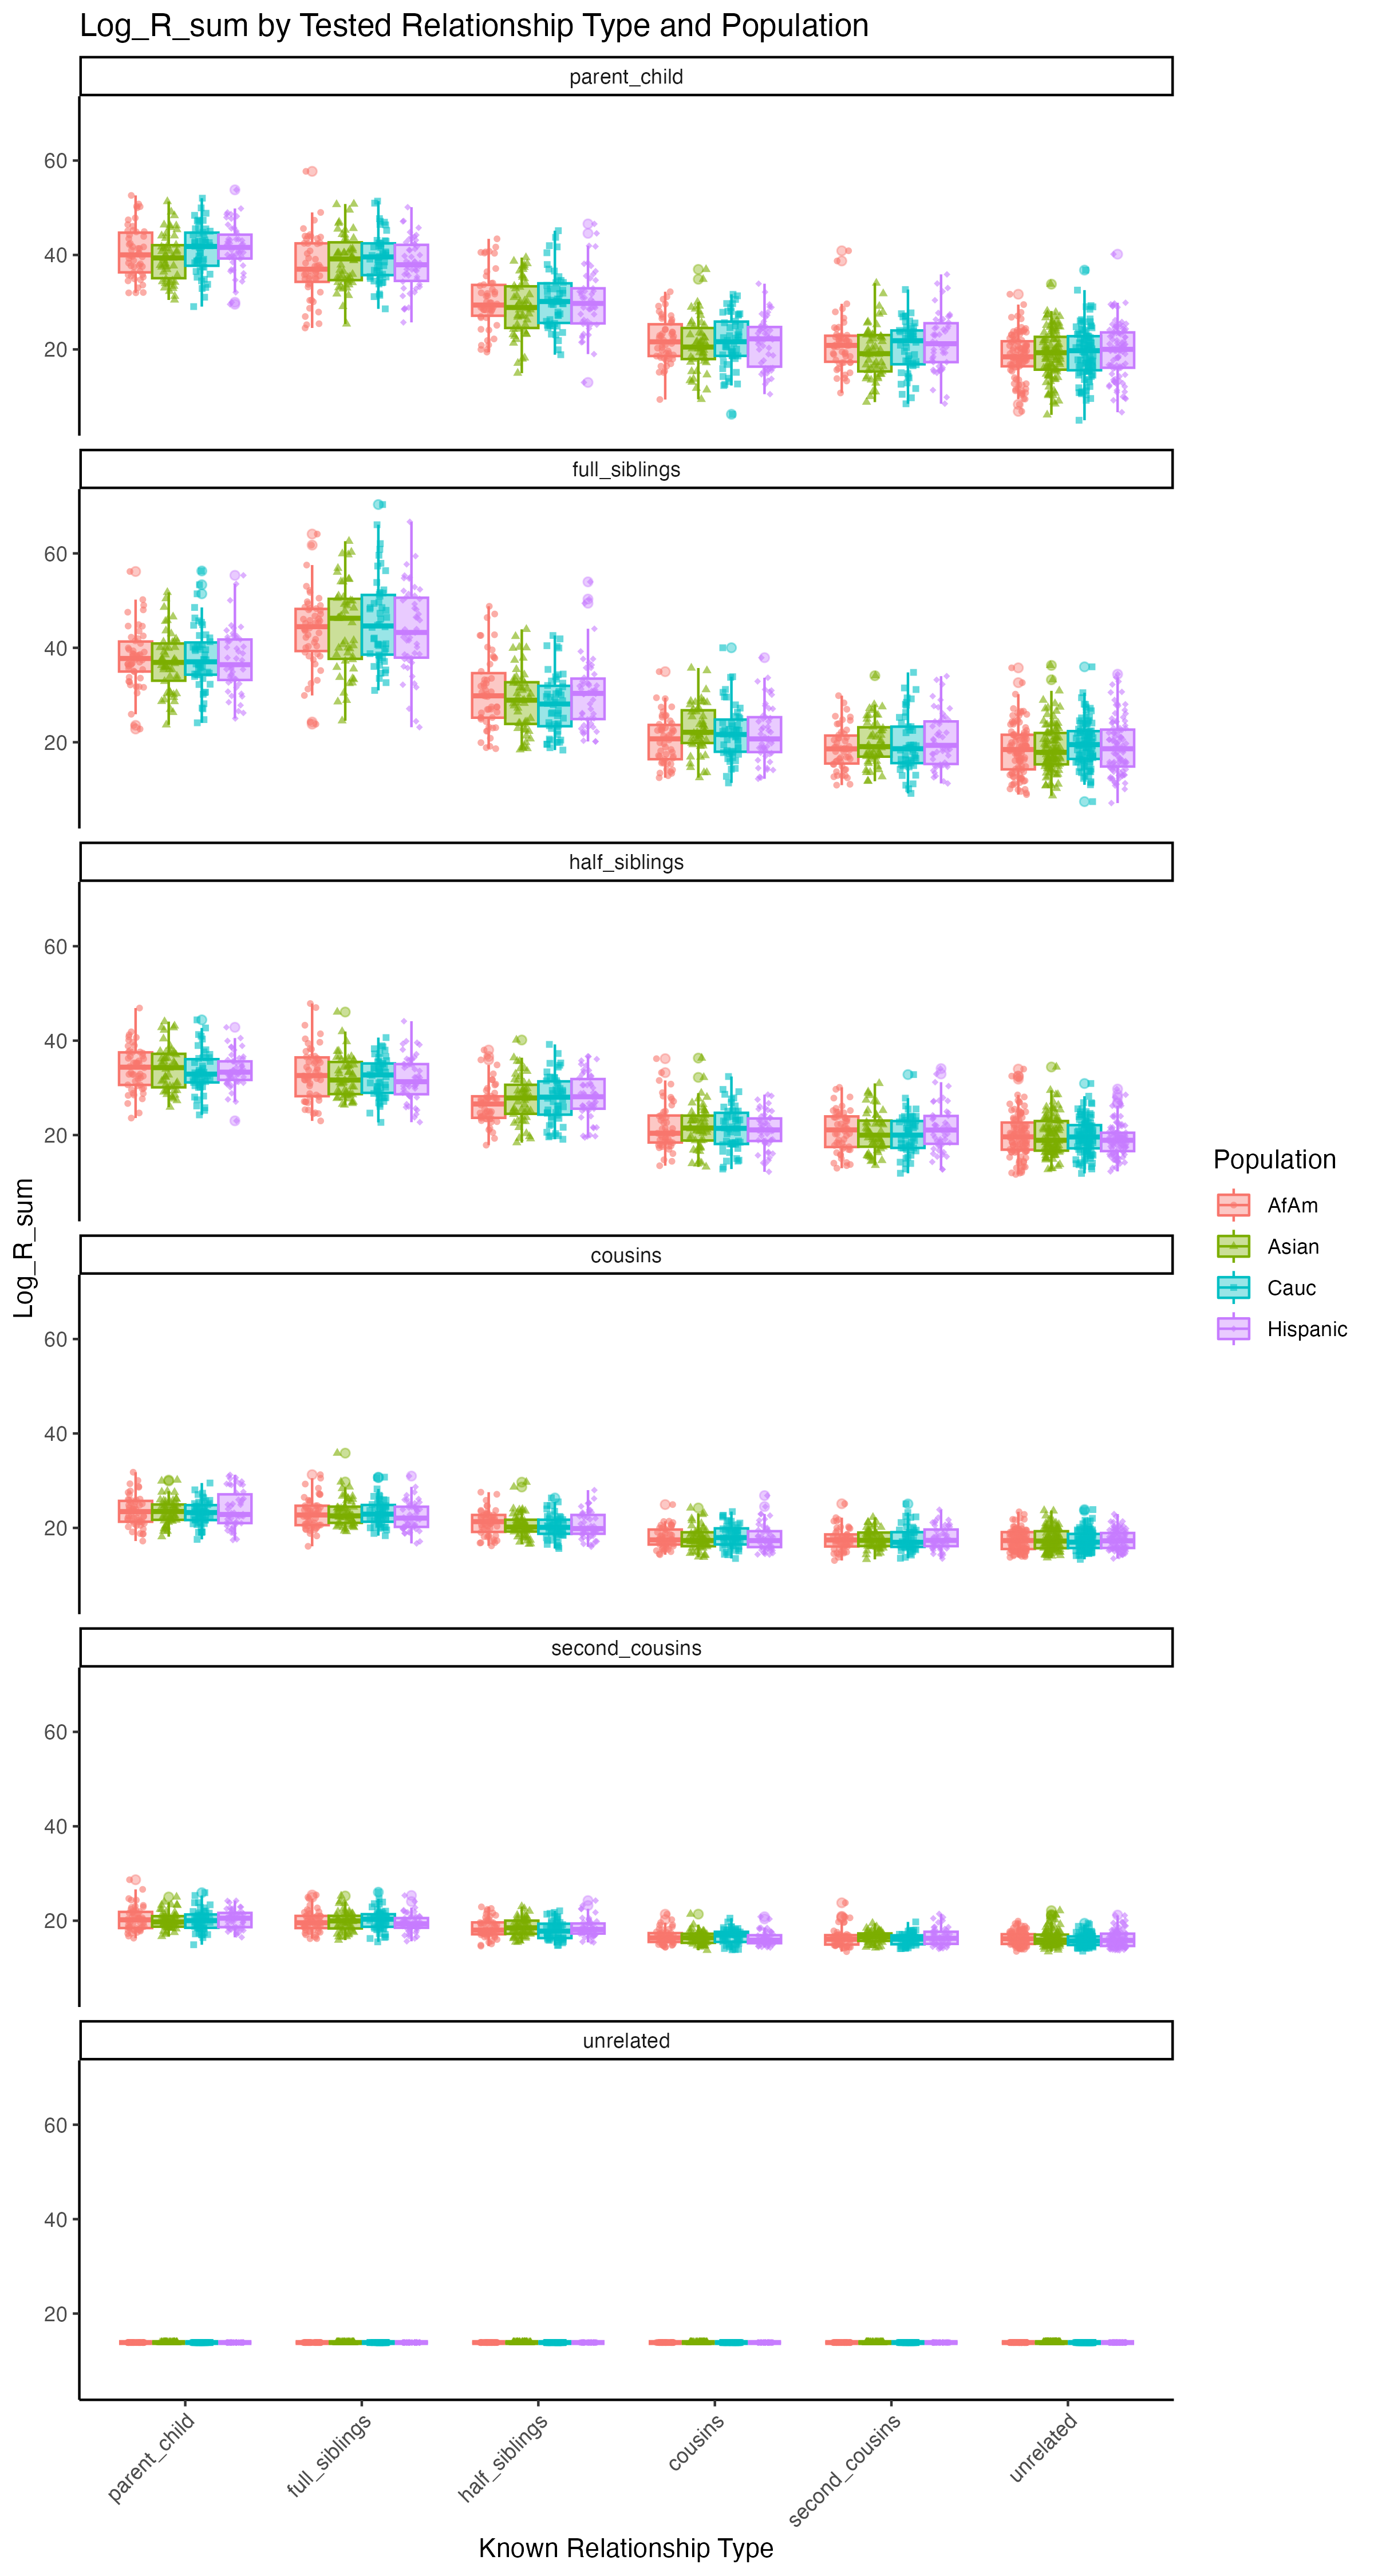 Log_R_sum by Tested Relationship Type and Population
parent_child
60
40
20
full_siblings
60
40
20
half_siblings
60
40
20
cousins
60
40
20
second_cousins
60
40
20
unrelated
60
40
20
Log_R_sum
parent_child
full_siblings
half_siblings
cousins
second_cousins
unrelated
Known Relationship Type
Population
AfAm
Asian
Cauc
Hispanic